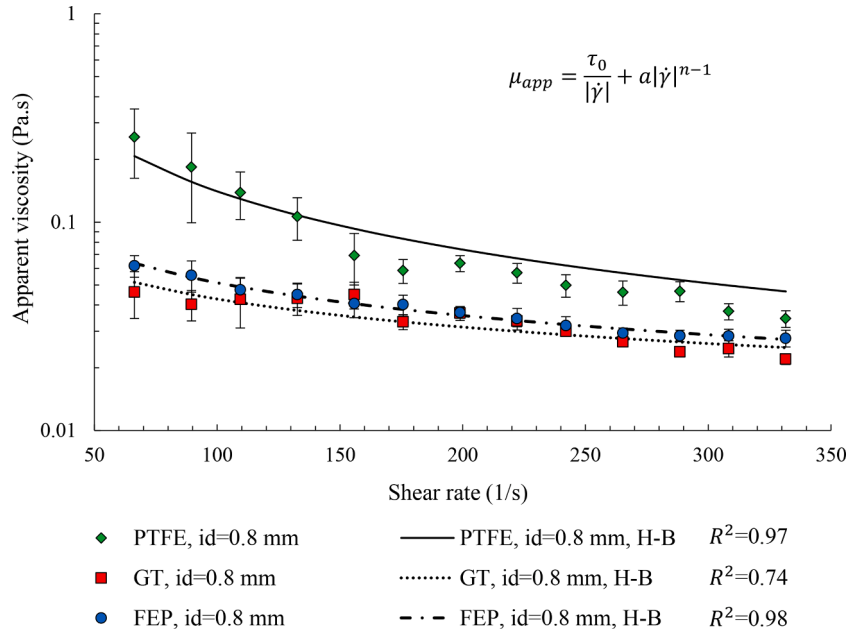 1
μ_app = τ_0/|γ̇| + a|γ̇|^{n−1}
0.1
Apparent viscosity (Pa.s)
0.01
50 100 150 200 250 300 350
Shear rate (1/s)
PTFE, id=0.8 mm PTFE, id=0.8 mm, H-B R²=0.97
GT, id=0.8 mm GT, id=0.8 mm, H-B R²=0.74
FEP, id=0.8 mm FEP, id=0.8 mm, H-B R²=0.98